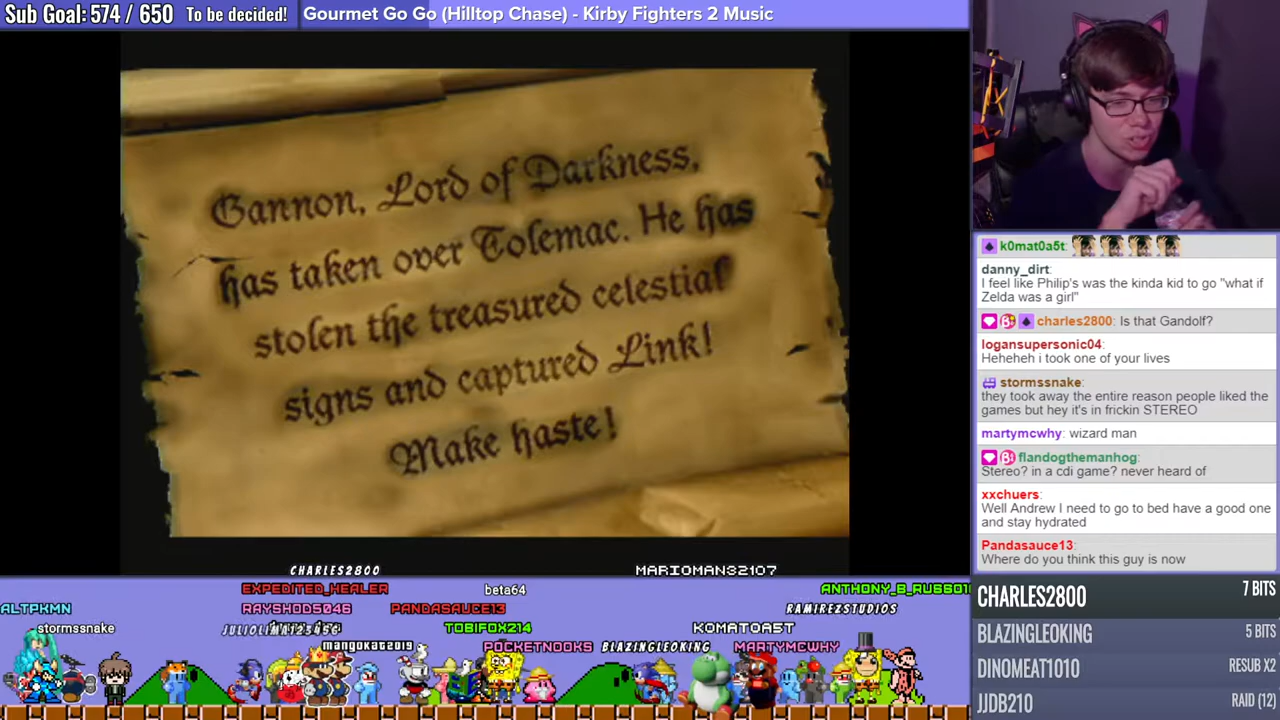 Sub Goal: 574 / 650 To be decided!
Gourmet Go Go (Hilltop Chase) - Kirby Fighters 2 Music
Gannon, Lord of Darkness,
has taken over Tolemac. He has
stolen the treasured celestial
signs and captured Link!
Make haste!
k0mat0a5t:
danny_dirt:
I feel like Philip's was the kinda kid to go "what if
Zelda was a girl"
charles2800: Is that Gandolf?
logansupersonic04:
Heheheh i took one of your lives
stormssnake:
they took away the entire reason people liked the
games but hey it's in frickin STEREO
martymcwhy: wizard man
flandogthemanhog:
Stereo? in a cdi game? never heard of
xxchuers:
Well Andrew I need to go to bed have a good one
and stay hydrated
Pandasauce13:
Where do you think this guy is now
CHARLES2800 7 BITS
BLAZINGLEOKING 5 BITS
DINOMEAT1010 RESUB X2
JJDB210 RAID (12)
CHARLES2800
MARIOMAN32107
EXPEDITED_HEALER
beta64
ANTHONY_B_RUSSO10
ALTPKMN
RAYSHOD5046
PANDASAUCE13
RAMIREZSTUDIOS
stormssnake
JULIOLIMA123456
TOBIFOX214
KOMATOAST
mangokat2019
POCKETNOOKS
BLAZINGLEOKING
MARTYMCWHY